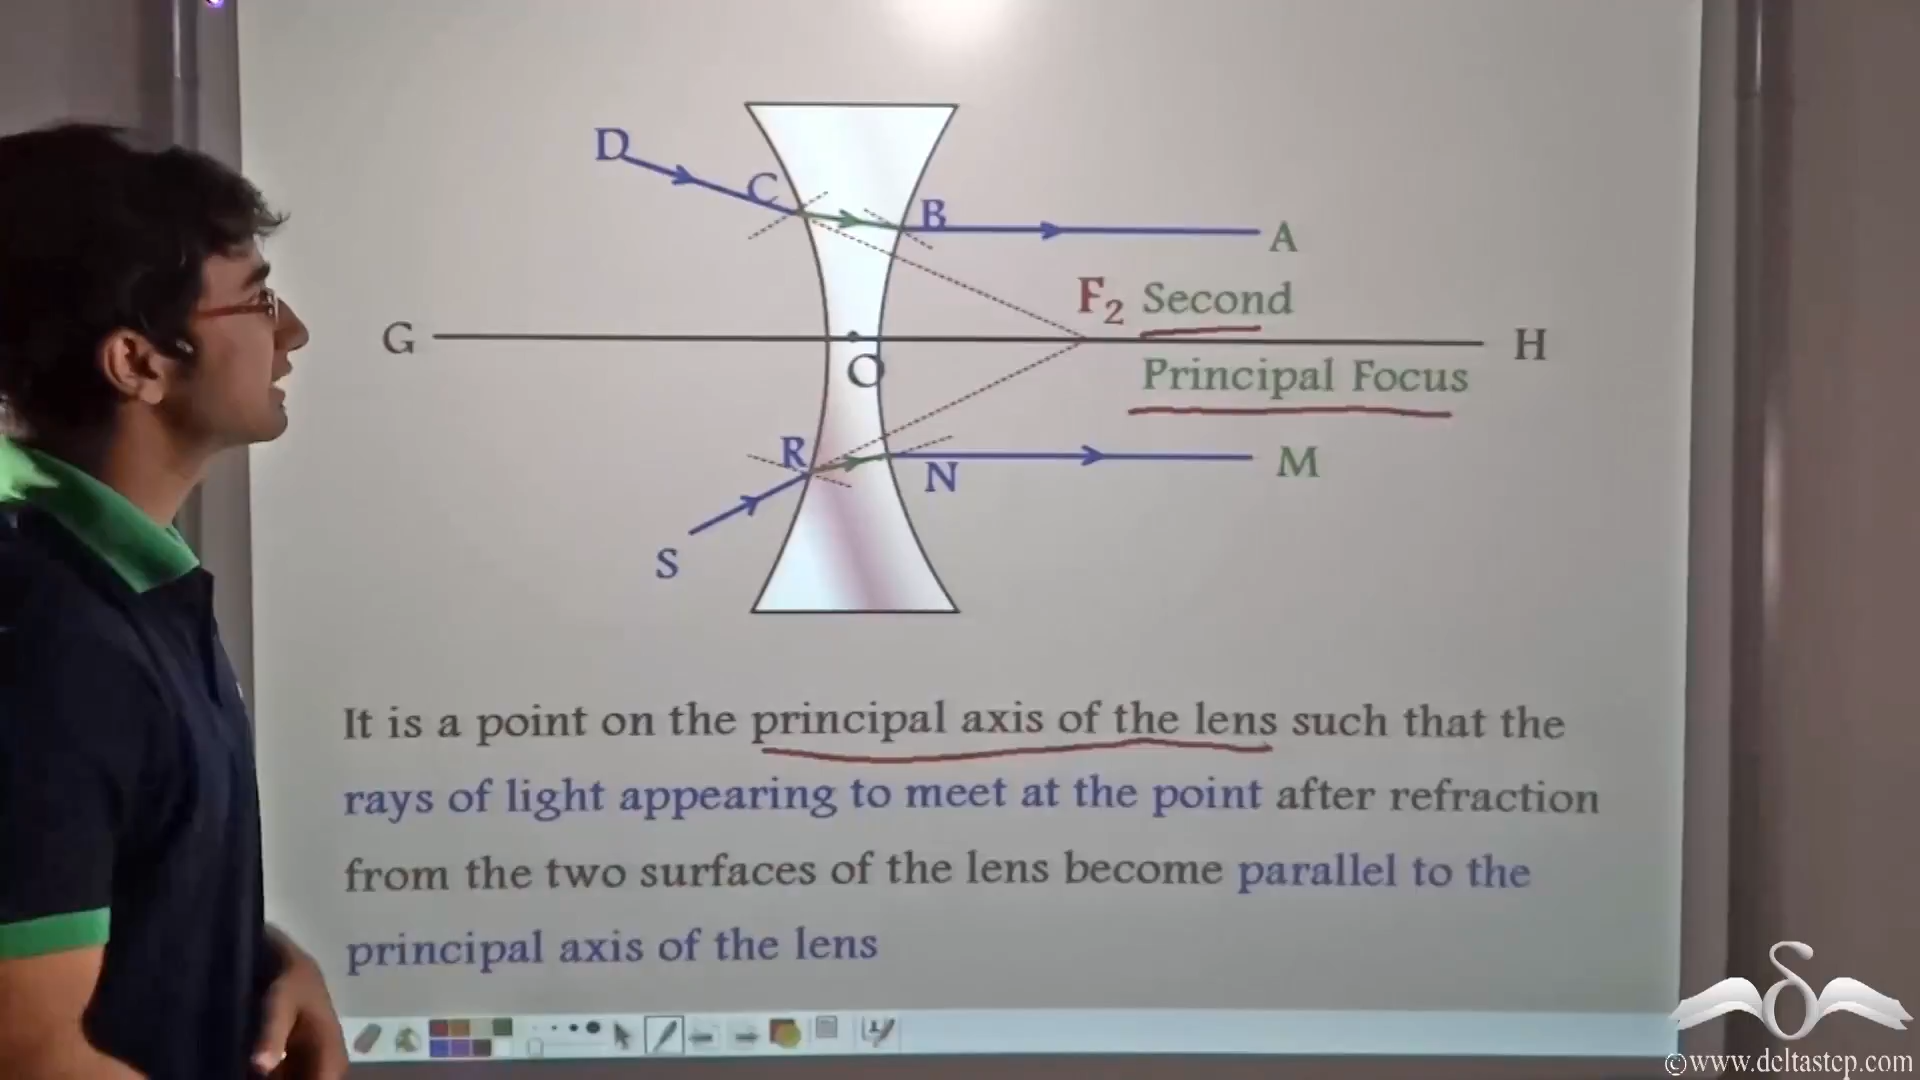 D
C
B
A
F₂ Second
G
H
O
Principal Focus
R
N
M
S
It is a point on the principal axis of the lens such that the
rays of light appearing to meet at the point after refraction
from the two surfaces of the lens become parallel to the
principal axis of the lens
©www.deltastep.com